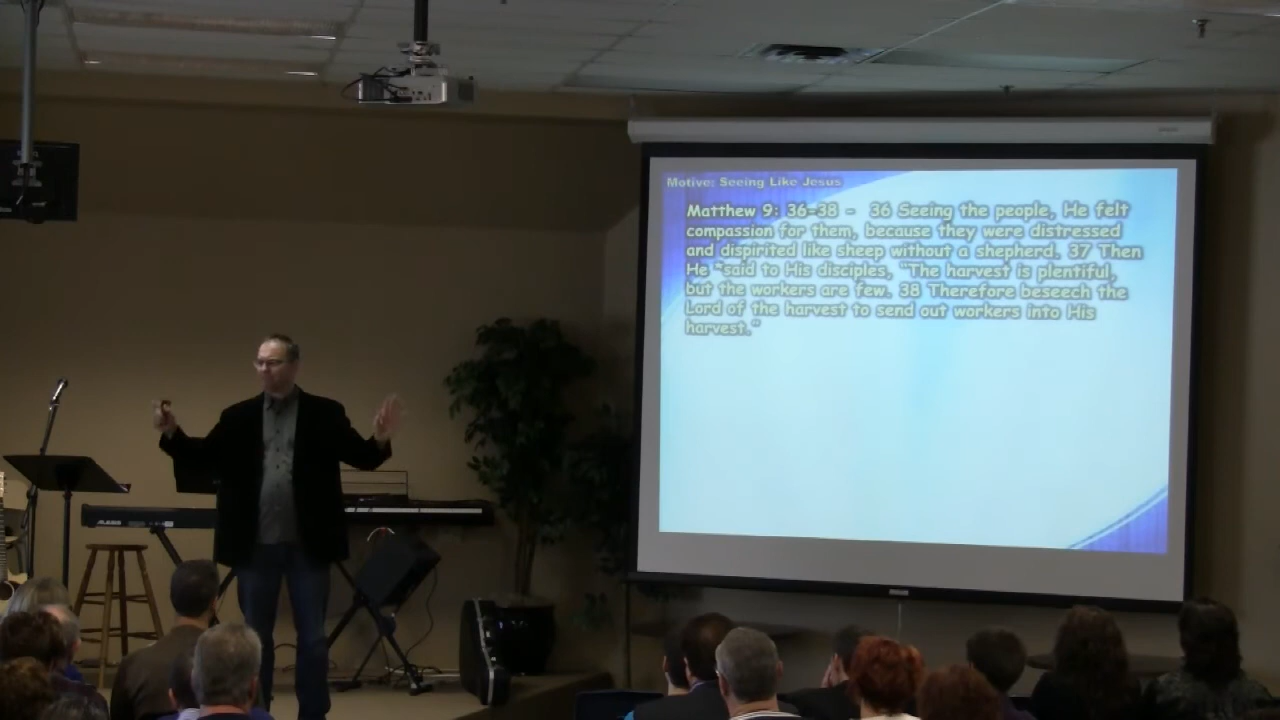 Motive: Seeing Like Jesus
Matthew 9: 36-38 - 36 Seeing the people, He felt
compassion for them, because they were distressed
and dispirited like sheep without a shepherd. 37 Then
He *said to His disciples, "The harvest is plentiful,
but the workers are few. 38 Therefore beseech the
Lord of the harvest to send out workers into His
harvest."
ALESIS